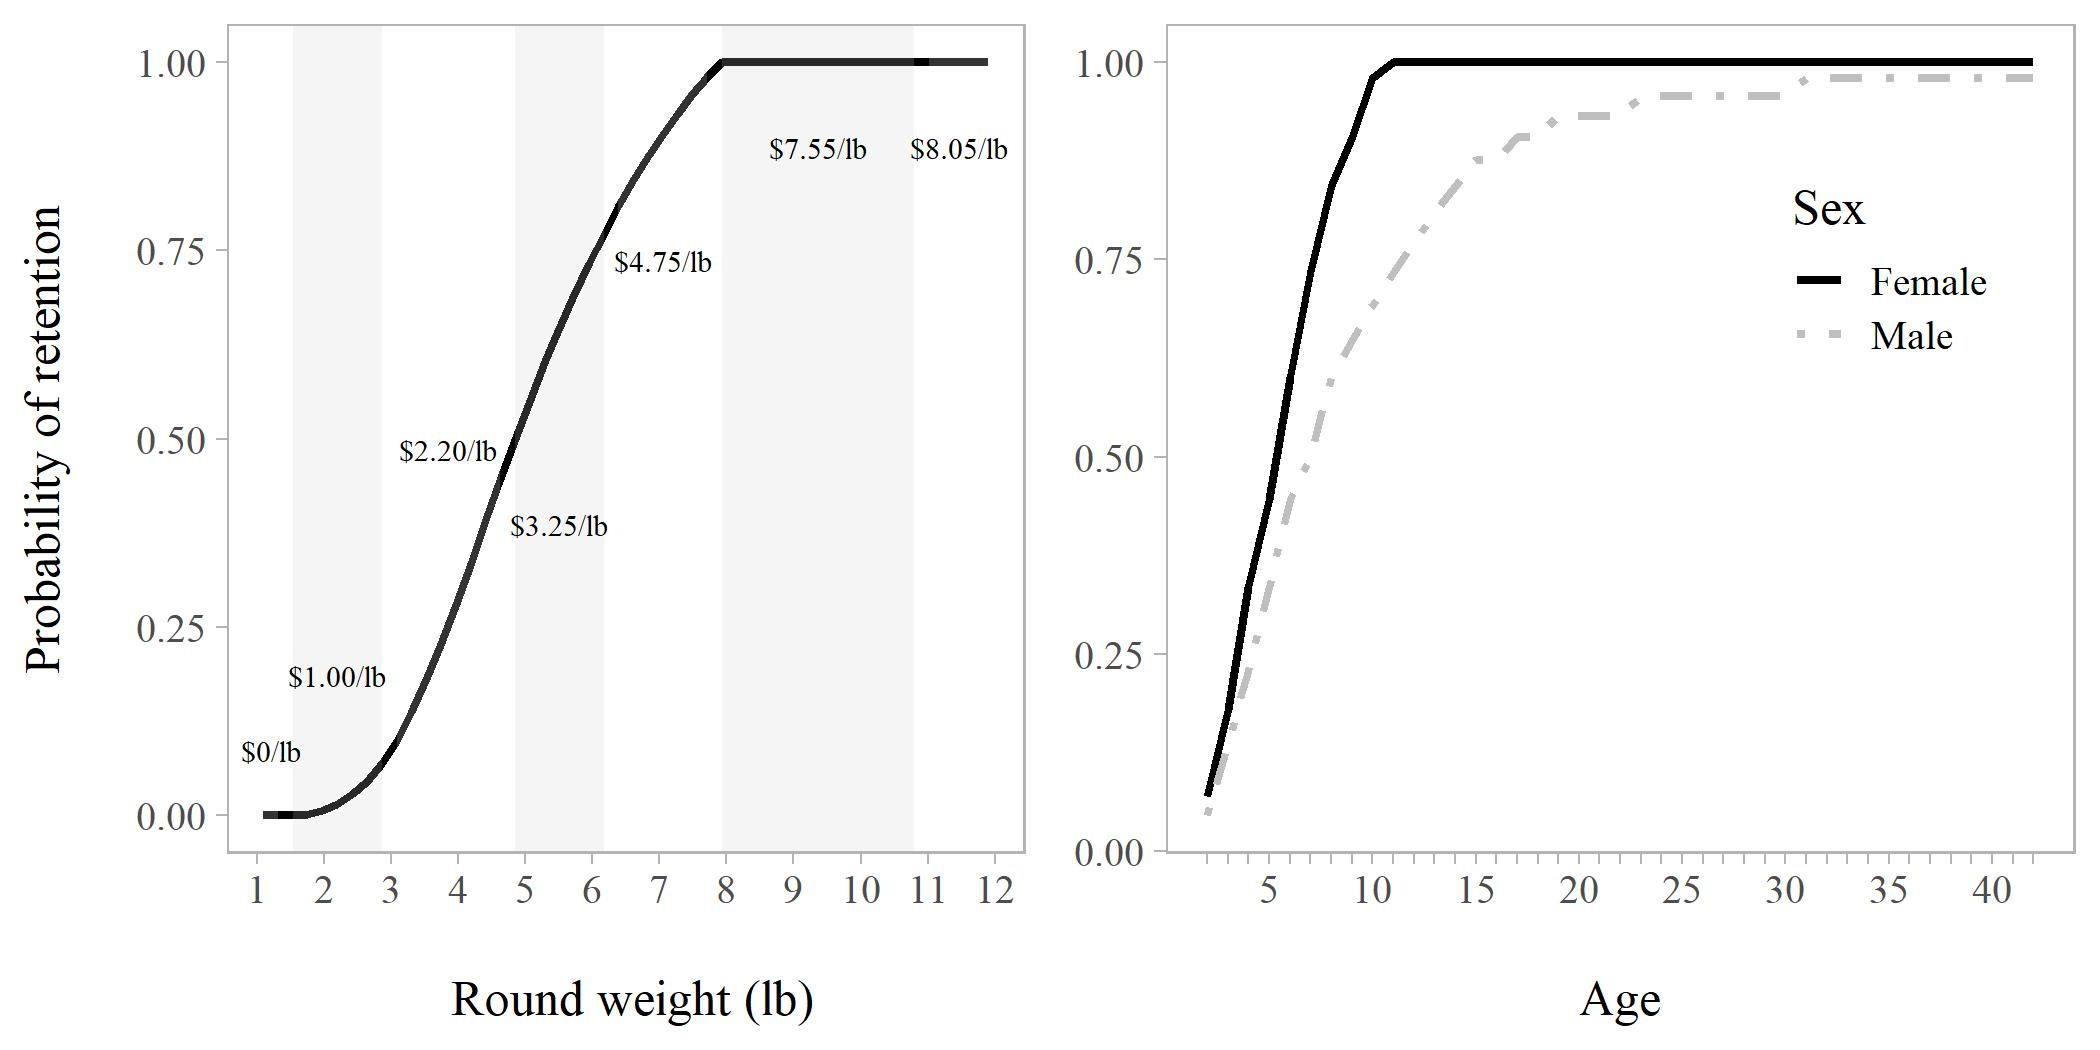 Probability of retention
1.00
0.75
0.50
0.25
0.00
$0/lb
$1.00/lb
$2.20/lb
$3.25/lb
$4.75/lb
$7.55/lb
$8.05/lb
1 2 3 4 5 6 7 8 9 10 11 12
Round weight (lb)
1.00
0.75
0.50
0.25
0.00
Sex
Female
Male
5 10 15 20 25 30 35 40
Age